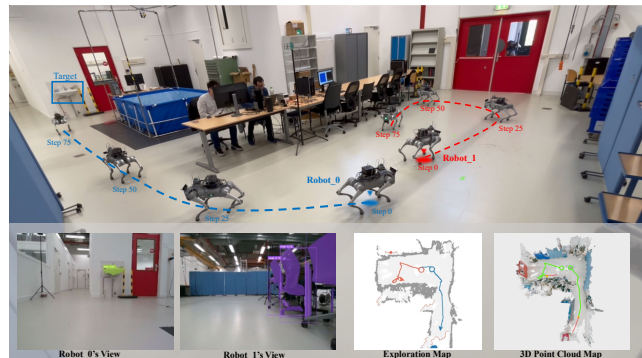 Target
Step 75
Step 50
Step 25
Robot_0
Step 0
Step 75
Step 50
Step 25
Robot_1
Step 0
Robot_0's View
Robot_1's View
Exploration Map
3D Point Cloud Map